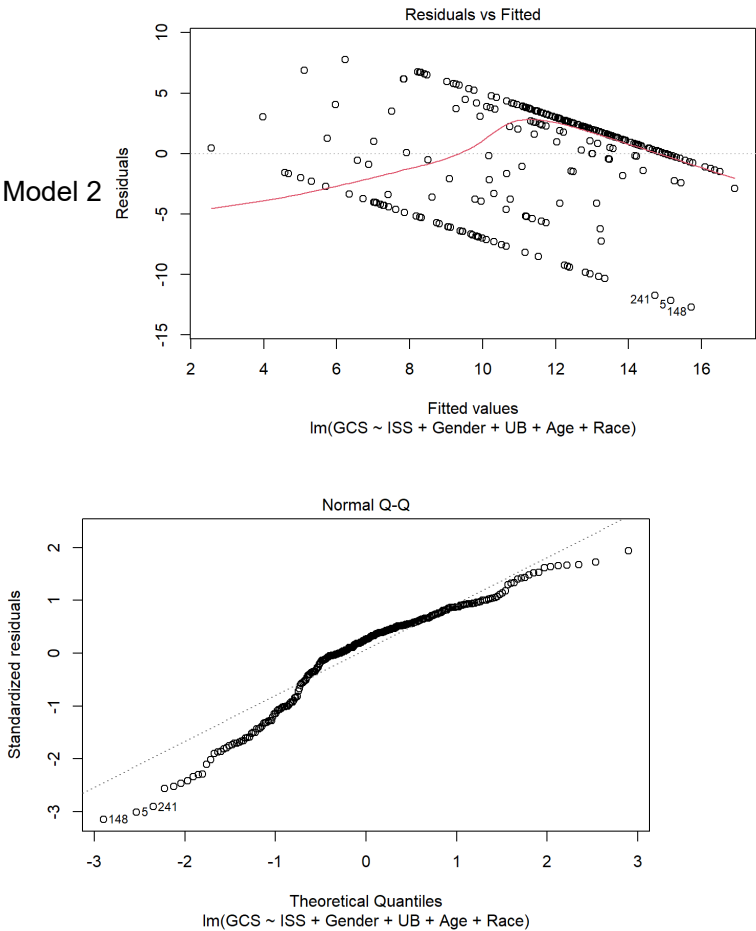 Residuals vs Fitted
Model 2
Residuals
10
5
0
-5
-10
-15
241
5
148
2 4 6 8 10 12 14 16
Fitted values
lm(GCS ~ ISS + Gender + UB + Age + Race)
Normal Q-Q
Standardized residuals
2
1
0
-1
-2
-3
148
5
241
-3 -2 -1 0 1 2 3
Theoretical Quantiles
lm(GCS ~ ISS + Gender + UB + Age + Race)